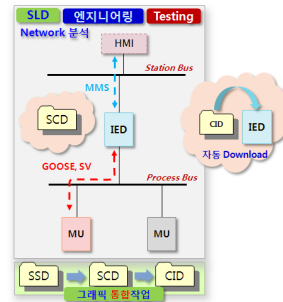 SLD 엔지니어링 Testing
Network 분석
HMI
Station Bus
MMS
SCD
IED
CID
IED
자동 Download
GOOSE, SV
Process Bus
MU
MU
SSD
SCD
CID
그래픽 통합작업